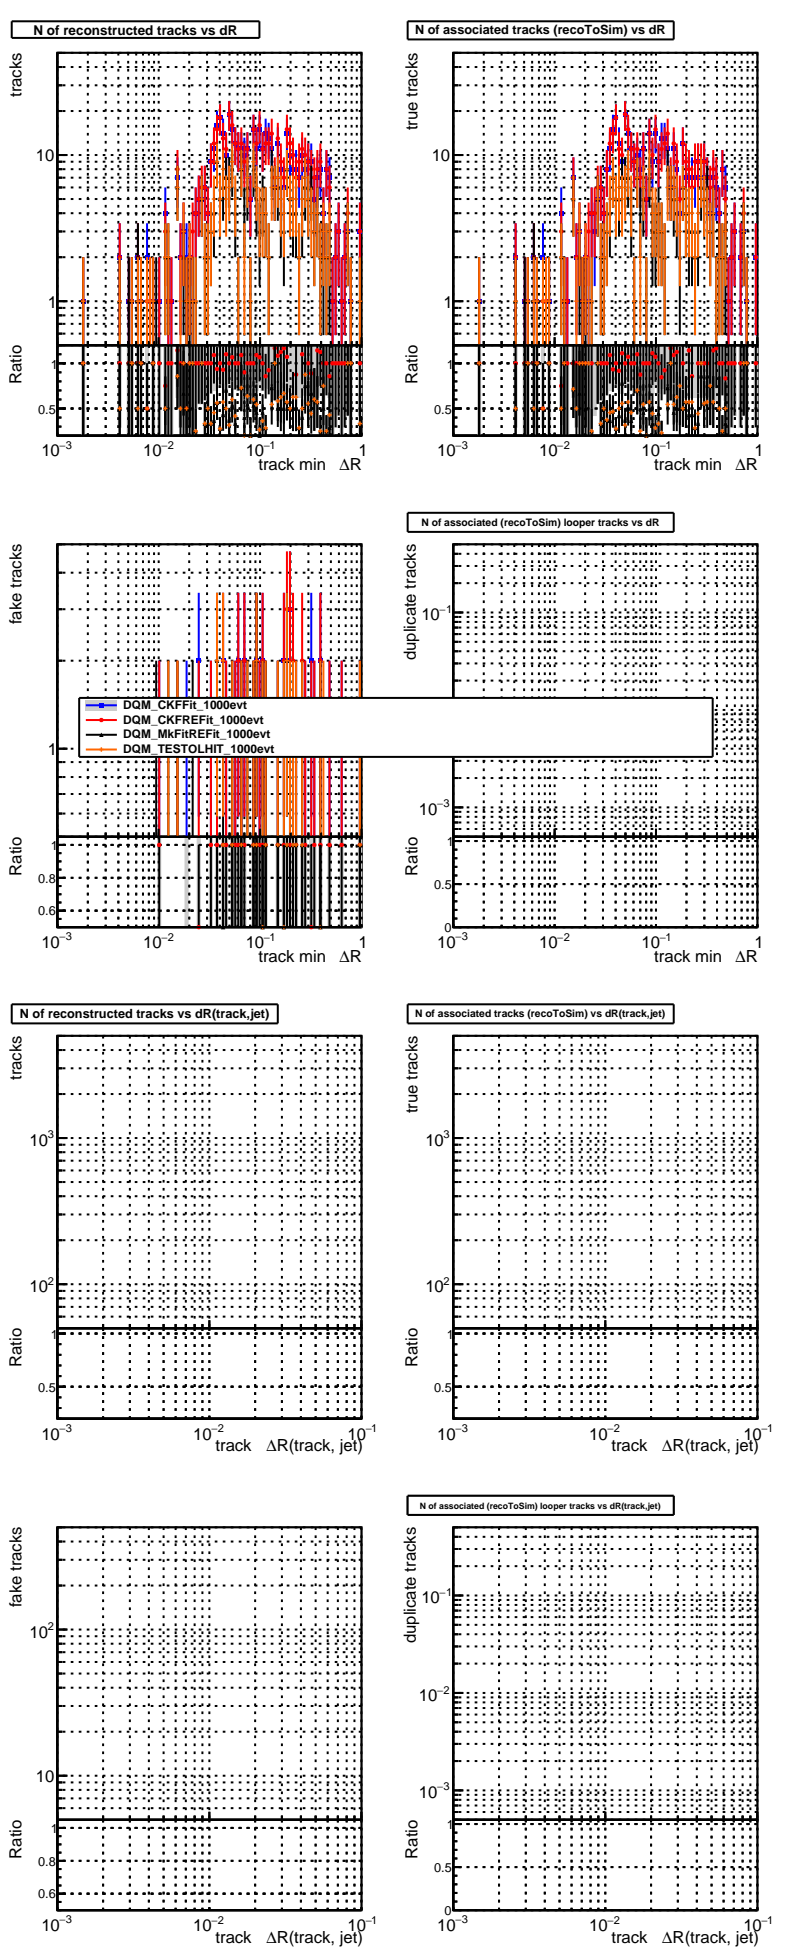 N of reconstructed tracks vs dR
tracks
10
1
Ratio
1
0.5
10−3
10−2
10−1
1
track min ΔR
N of associated tracks (recoToSim) vs dR
true tracks
10
1
Ratio
1
0.5
10−3
10−2
10−1
1
track min ΔR
fake tracks
1
Ratio
1
0.8
0.6
10−3
10−2
10−1
1
track min ΔR
N of associated (recoToSim) looper tracks vs dR
duplicate tracks
10−1
10−3
Ratio
1
0.5
0
10−3
10−2
10−1
1
track min ΔR
DQM_CKFFit_1000evt
DQM_CKFREFit_1000evt
DQM_MkFitREFit_1000evt
DQM_TESTOLHIT_1000evt
N of reconstructed tracks vs dR(track,jet)
tracks
10³
10²
Ratio
1
0.5
10−3
10−2
10−1
track ΔR(track, jet)
N of associated tracks (recoToSim) vs dR(track,jet)
true tracks
10³
10²
Ratio
1
0.5
10−3
10−2
10−1
track ΔR(track, jet)
fake tracks
10²
10
Ratio
1
0.8
0.6
10−3
10−2
10−1
track ΔR(track, jet)
N of associated (recoToSim) looper tracks vs dR(track,jet)
duplicate tracks
10−1
10−2
10−3
Ratio
1
0.5
0
10−3
10−2
10−1
track ΔR(track, jet)